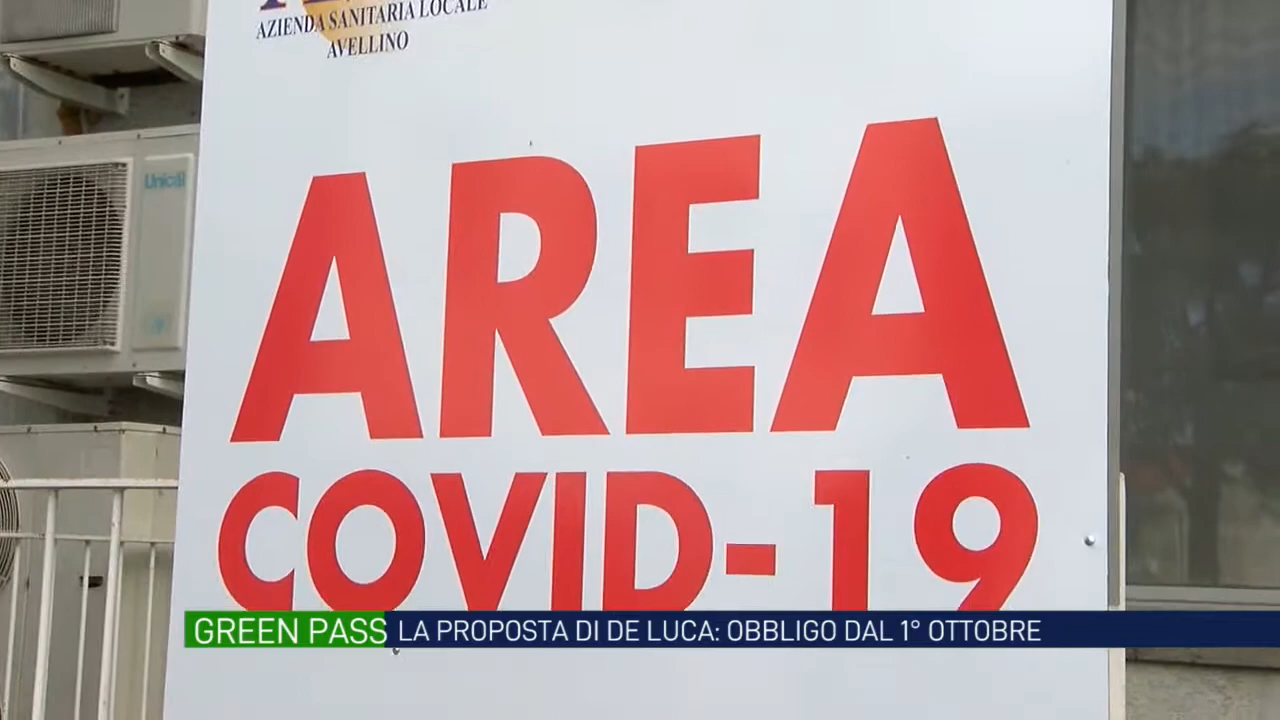 AZIENDA SANITARIA LOCALE
AVELLINO
Unical
AREA
COVID-19
GREEN PASS LA PROPOSTA DI DE LUCA: OBBLIGO DAL 1° OTTOBRE